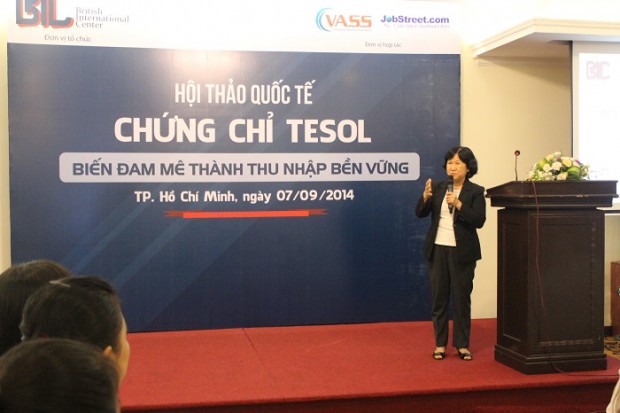 BIC British
International
Center
Đơn vị tổ chức
VASS
JobStreet.com
Đơn vị hợp tác
HỘI THẢO QUỐC TẾ
CHỨNG CHỈ TESOL
BIẾN ĐAM MÊ THÀNH THU NHẬP BỀN VỮNG
TP. Hồ Chí Minh, ngày 07/09/2014
BIC